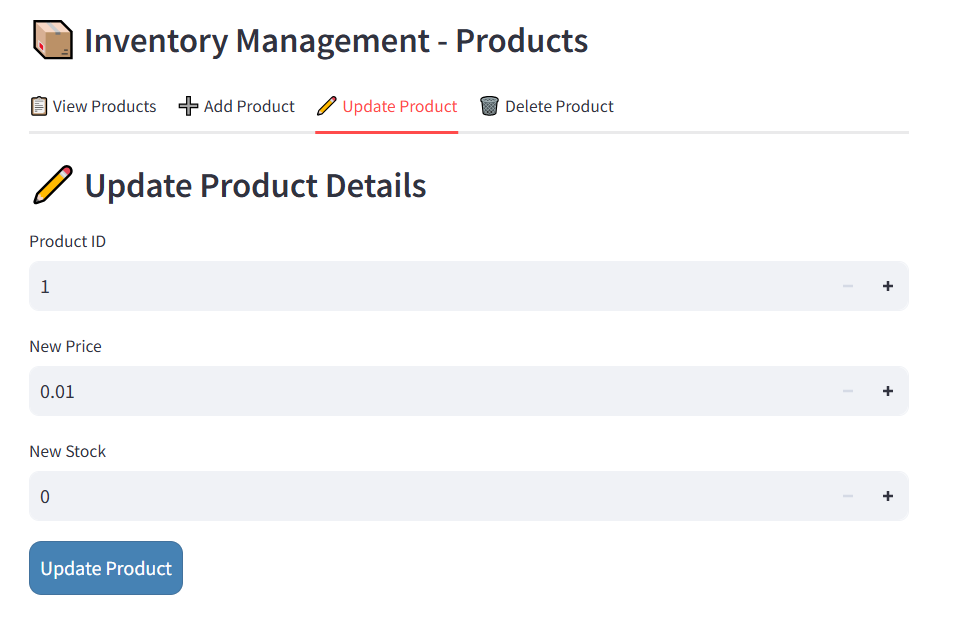 Inventory Management - Products
View Products Add Product Update Product Delete Product
Update Product Details
Product ID
1
New Price
0.01
New Stock
0
Update Product